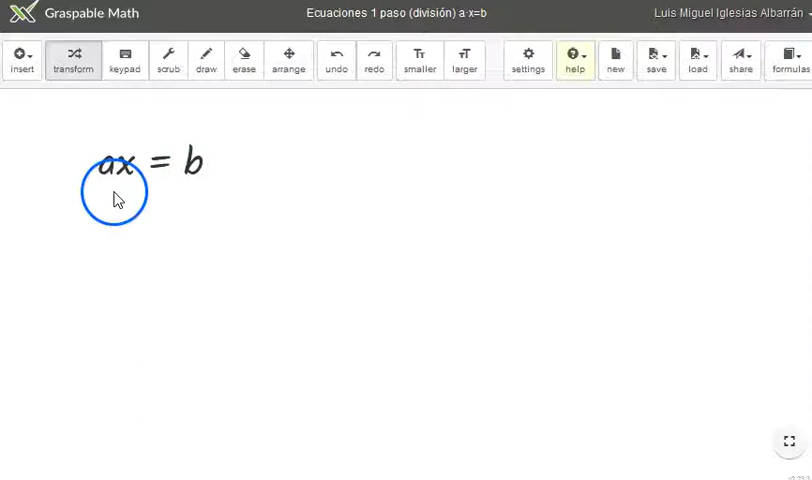 Graspable Math Ecuaciones 1 paso (división) a·x=b Luis Miguel Iglesias Albarrán
insert transform keypad scrub draw erase arrange undo redo smaller larger settings help new save load share formulas
ax = b